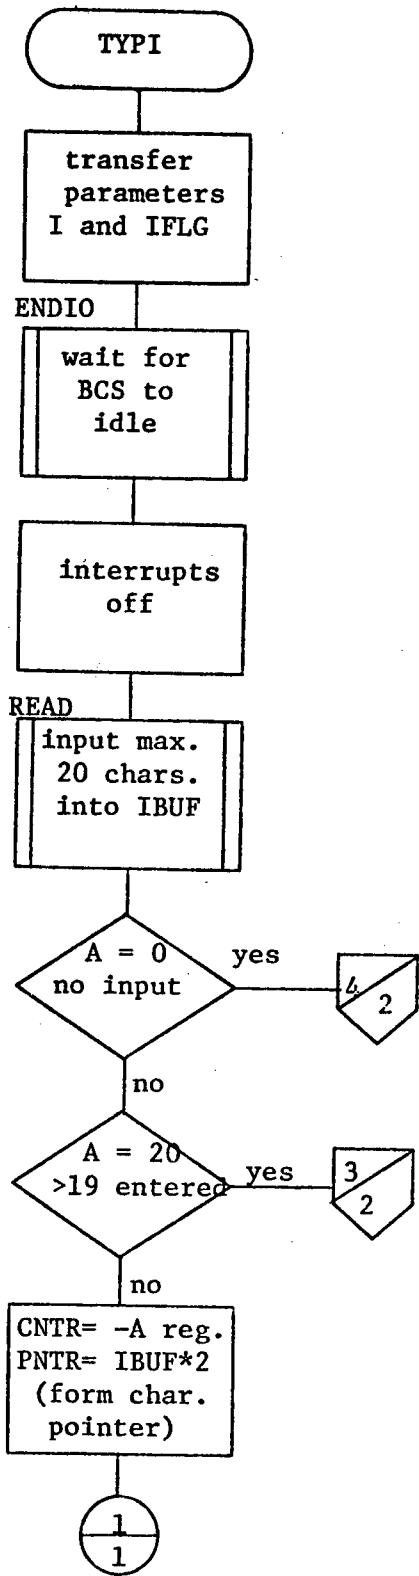 TYPI
transfer
parameters
I and IFLG
ENDIO
wait for
BCS to
idle
interrupts
off
READ
input max.
20 chars.
into IBUF
A = 0
no input
yes
4
2
no
A = 20
>19 entered
yes
3
2
no
CNTR= -A reg.
PNTR= IBUF*2
(form char.
pointer)
1
1